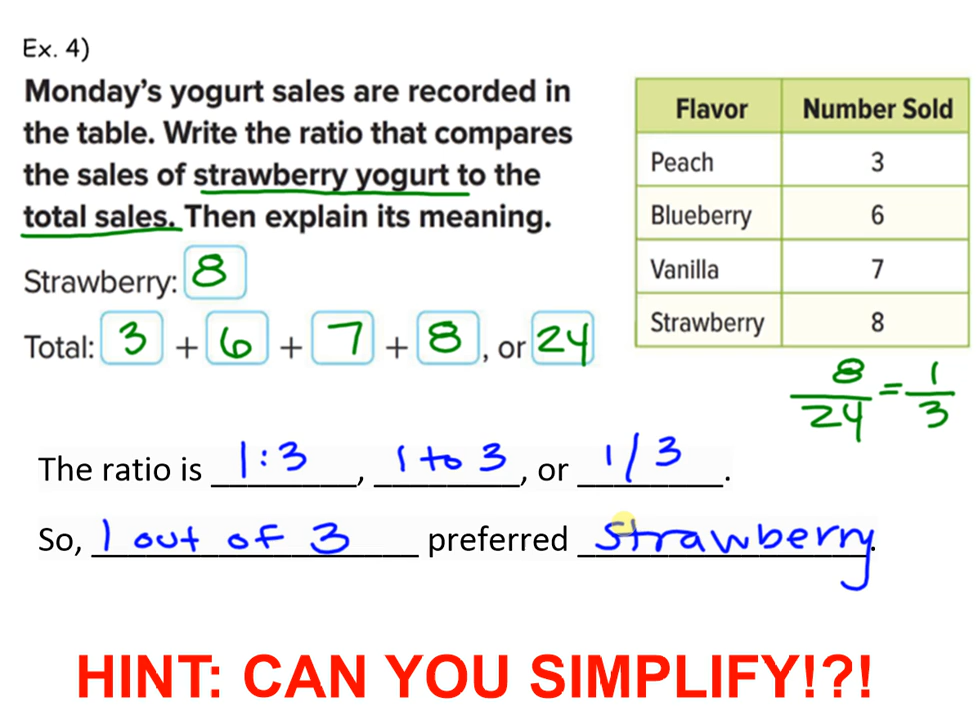 Ex. 4)
Monday's yogurt sales are recorded in
the table. Write the ratio that compares
the sales of strawberry yogurt to the
total sales. Then explain its meaning.
Strawberry: 8
Total: 3 + 6 + 7 + 8, or 24
Flavor Number Sold
Peach 3
Blueberry 6
Vanilla 7
Strawberry 8
8/24 = 1/3
The ratio is 1:3, 1 to 3, or 1/3.
So, 1 out of 3 preferred strawberry.
HINT: CAN YOU SIMPLIFY!?!